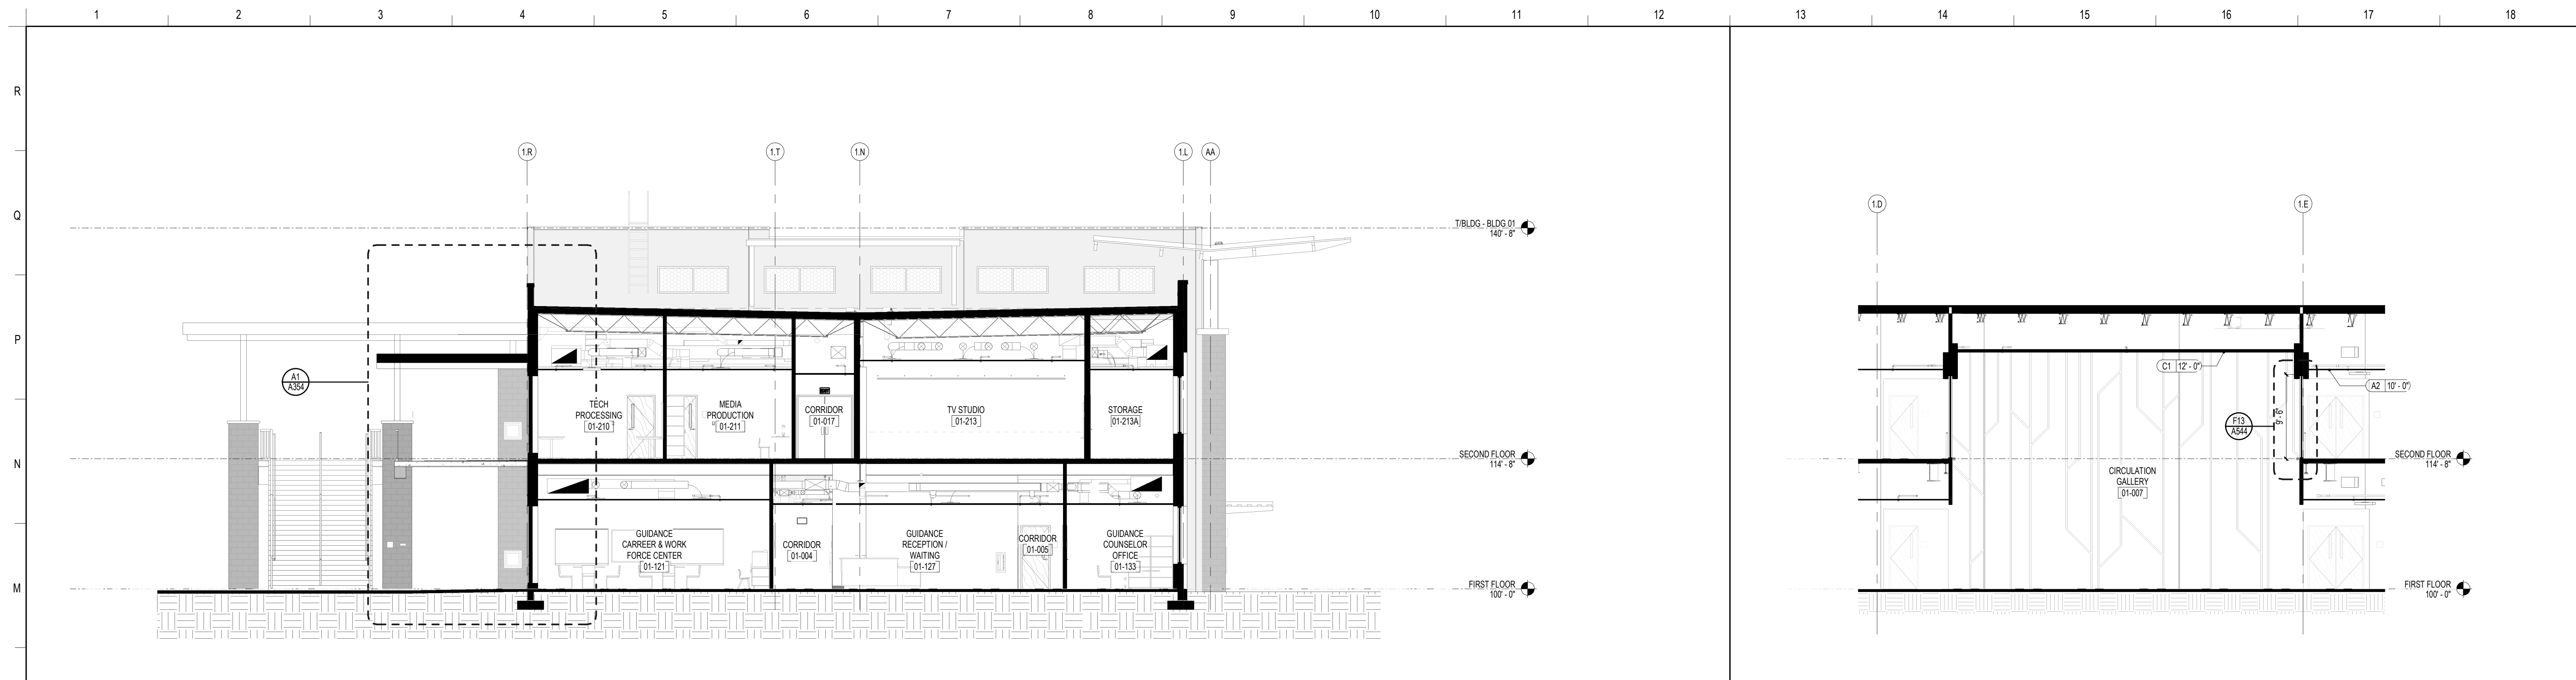 1 2 3 4 5 6 7 8 9 10 11 12 13 14 15 16 17 18
R
Q
P
N
M
1.R 1.T 1.N 1.L AA
T/BLDG - BLDG 01
140' - 8"
A1
A354
TECH
PROCESSING
01-210
MEDIA
PRODUCTION
01-211
CORRIDOR
01-017
TV STUDIO
01-213
STORAGE
01-213A
SECOND FLOOR
114' - 8"
GUIDANCE
CARREER & WORK
FORCE CENTER
01-121
CORRIDOR
01-004
GUIDANCE
RECEPTION /
WAITING
01-127
CORRIDOR
01-005
GUIDANCE
COUNSELOR
OFFICE
01-133
FIRST FLOOR
100' - 0"
1.D 1.E
C1 12' - 0"
A2 10' - 0"
F13
A544
9' - 6"
SECOND FLOOR
114' - 8"
CIRCULATION
GALLERY
01-007
FIRST FLOOR
100' - 0"